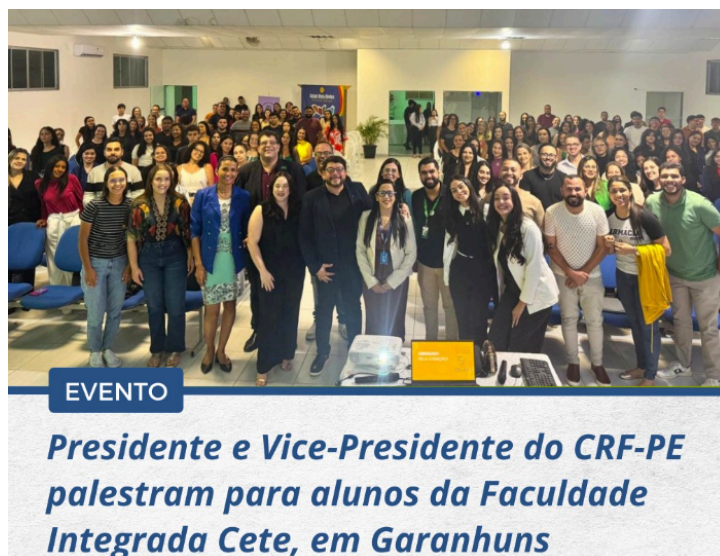 EVENTO
Presidente e Vice-Presidente do CRF-PE
palestram para alunos da Faculdade
Integrada Cete, em Garanhuns